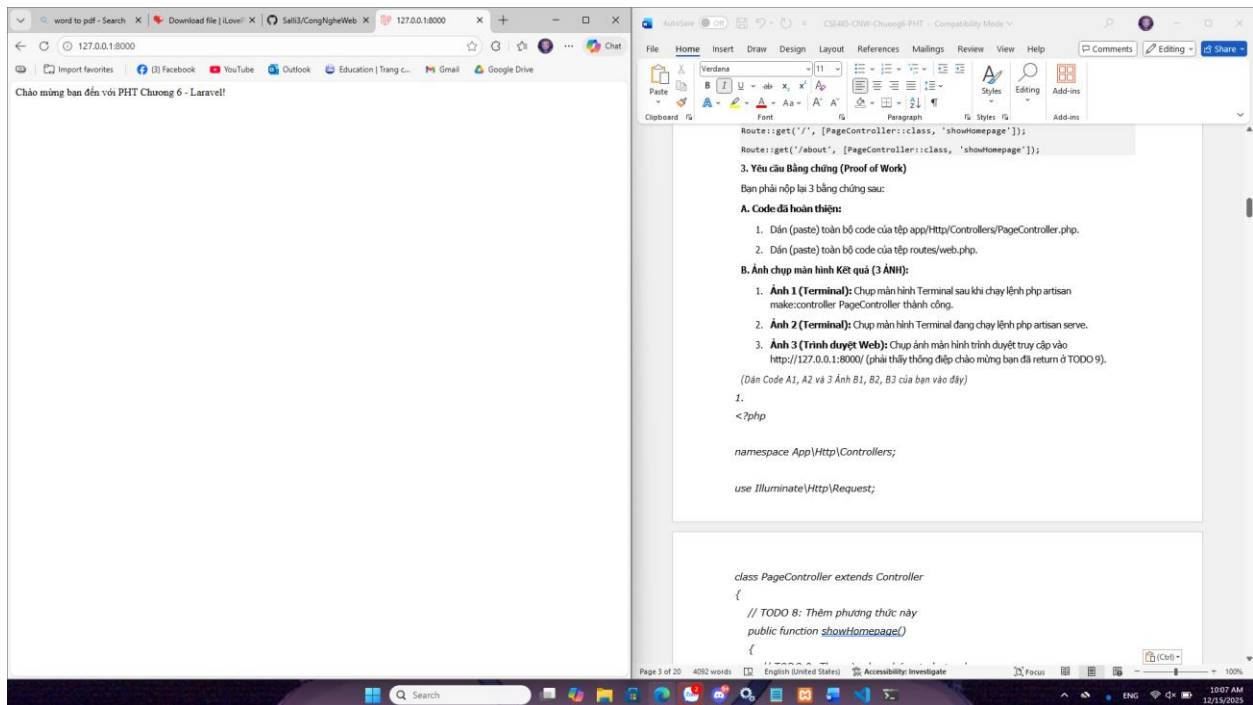 word to pdf - Search
Download file | iLoveI
Salli3/CongNgheWeb
127.0.0.1:8000
127.0.0.1:8000
Chat
Import favorites
(3) Facebook
YouTube
Outlook
Education | Trang c...
Gmail
Google Drive
Chào mừng bạn đến với PHT Chương 6 - Laravel!
AutoSave
Off
CSE485-CNW-Chuong6-PHT - Compatibility Mode
File Home Insert Draw Design Layout References Mailings Review View Help
Comments
Editing
Share
Paste
Verdana
11
Styles
Editing
Add-ins
Clipboard
Font
Paragraph
Styles
Add-ins
Route::get('/', [PageController::class, 'showHomepage']);
Route::get('/about', [PageController::class, 'showHomepage']);
3. Yêu cầu Bằng chứng (Proof of Work)
Bạn phải nộp lại 3 bằng chứng sau:
A. Code đã hoàn thiện:
1. Dán (paste) toàn bộ code của tệp app/Http/Controllers/PageController.php.
2. Dán (paste) toàn bộ code của tệp routes/web.php.
B. Ảnh chụp màn hình Kết quả (3 ẢNH):
1. Ảnh 1 (Terminal): Chụp màn hình Terminal sau khi chạy lệnh php artisan
make:controller PageController thành công.
2. Ảnh 2 (Terminal): Chụp màn hình Terminal đang chạy lệnh php artisan serve.
3. Ảnh 3 (Trình duyệt Web): Chụp ảnh màn hình trình duyệt truy cập vào
http://127.0.0.1:8000/ (phải thấy thông điệp chào mừng bạn đã return ở TODO 9).
(Dán Code A1, A2 và 3 Ảnh B1, B2, B3 của bạn vào đây)
1.
<?php
namespace App\Http\Controllers;
use Illuminate\Http\Request;
class PageController extends Controller
{
// TODO 8: Thêm phương thức này
public function showHomepage()
{
(Ctrl)
Page 3 of 20
4092 words
English (United States)
Accessibility: Investigate
Focus
100%
Search
ENG
10:07 AM
12/15/2025